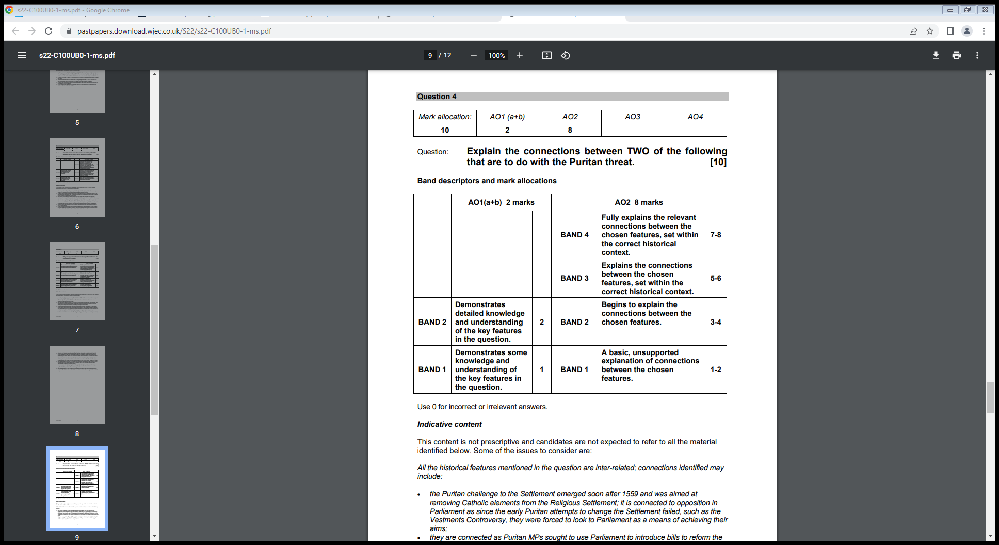 s22-C100UB0-1-ms.pdf - Google Chrome
pastpapers.download.wjec.co.uk/S22/s22-C100UB0-1-ms.pdf
s22-C100UB0-1-ms.pdf
9 / 12
100%
5
6
7
8
9
Question 4
Mark allocation: AO1 (a+b) AO2 AO3 AO4
10 2 8
Question: Explain the connections between TWO of the following
that are to do with the Puritan threat. [10]
Band descriptors and mark allocations
AO1(a+b) 2 marks AO2 8 marks
BAND 4
Fully explains the relevant
connections between the
chosen features, set within
the correct historical
context.
7-8
BAND 3
Explains the connections
between the chosen
features, set within the
correct historical context.
5-6
BAND 2
Demonstrates
detailed knowledge
and understanding
of the key features
in the question.
2
BAND 2
Begins to explain the
connections between the
chosen features.
3-4
BAND 1
Demonstrates some
knowledge and
understanding of
the key features in
the question.
1
BAND 1
A basic, unsupported
explanation of connections
between the chosen
features.
1-2
Use 0 for incorrect or irrelevant answers.
Indicative content
This content is not prescriptive and candidates are not expected to refer to all the material
identified below. Some of the issues to consider are:
All the historical features mentioned in the question are inter-related; connections identified may
include:
• the Puritan challenge to the Settlement emerged soon after 1559 and was aimed at
removing Catholic elements from the Religious Settlement; it is connected to opposition in
Parliament as since the early Puritan attempts to change the Settlement failed, such as the
Vestments Controversy, they were forced to look to Parliament as a means of achieving their
aims;
• they are connected as Puritan MPs sought to use Parliament to introduce bills to reform the